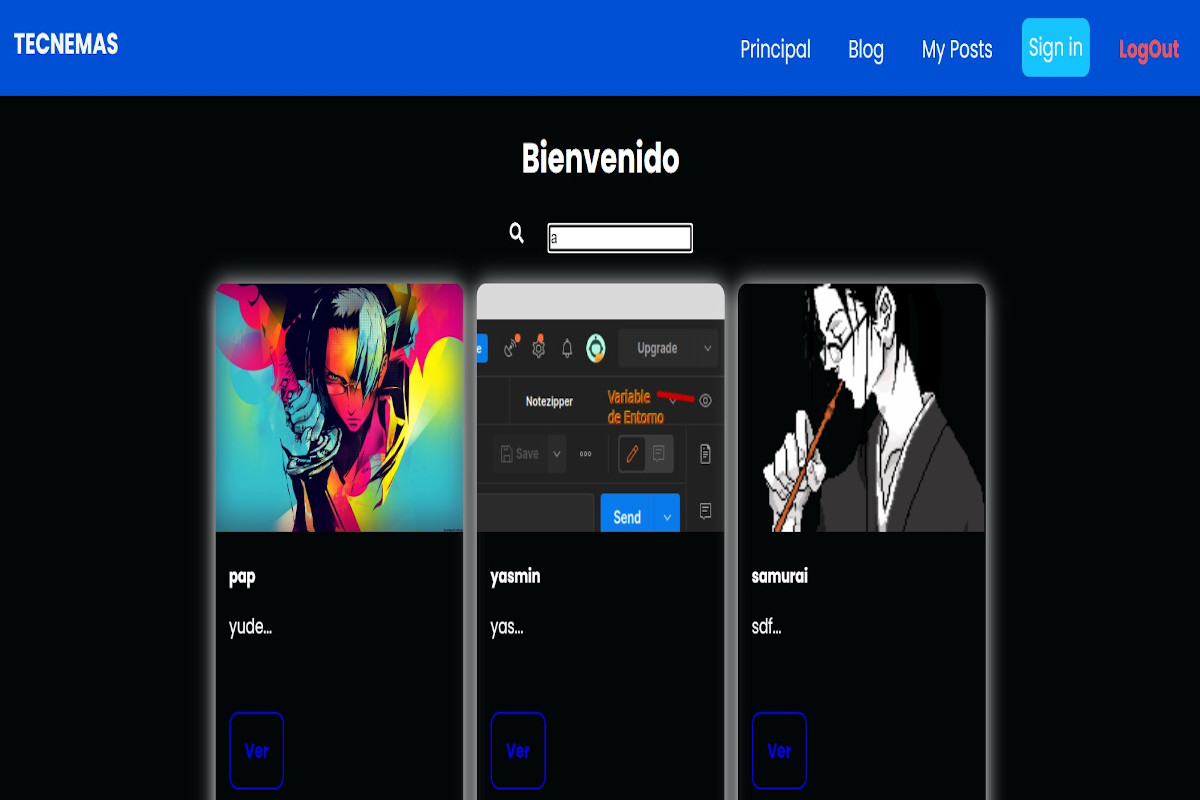 TECNEMAS
Principal Blog My Posts Sign in LogOut
Bienvenido
a
Upgrade
Notezipper
Variable
de Entorno
Save
Send
pap
yude...
Ver
yasmin
yas...
Ver
samurai
sdf...
Ver